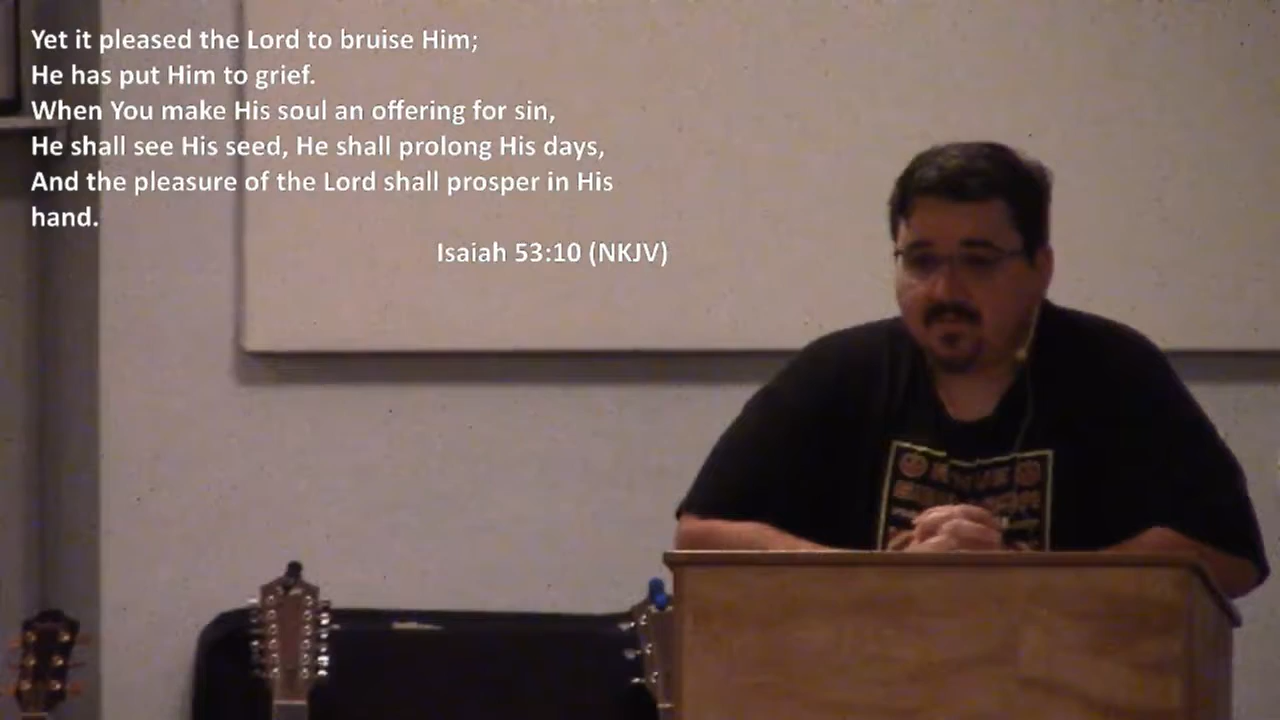 Yet it pleased the Lord to bruise Him;
He has put Him to grief.
When You make His soul an offering for sin,
He shall see His seed, He shall prolong His days,
And the pleasure of the Lord shall prosper in His
hand.
Isaiah 53:10 (NKJV)